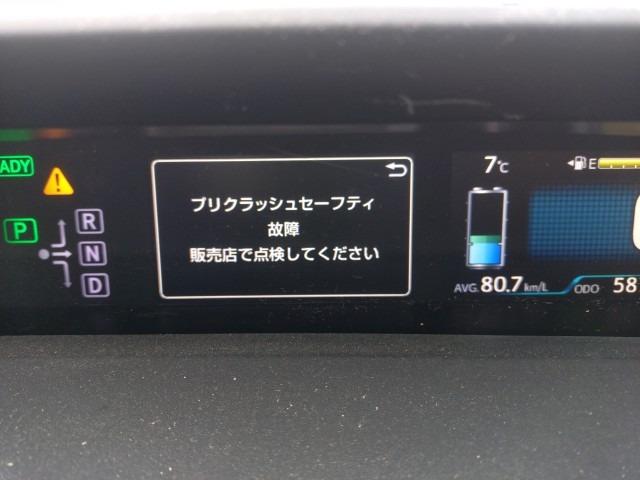 ADY
P
R
N
D
プリクラッシュセーフティ
故障
販売店で点検してください
7℃
E
AVG. 80.7 km/L
ODO 58